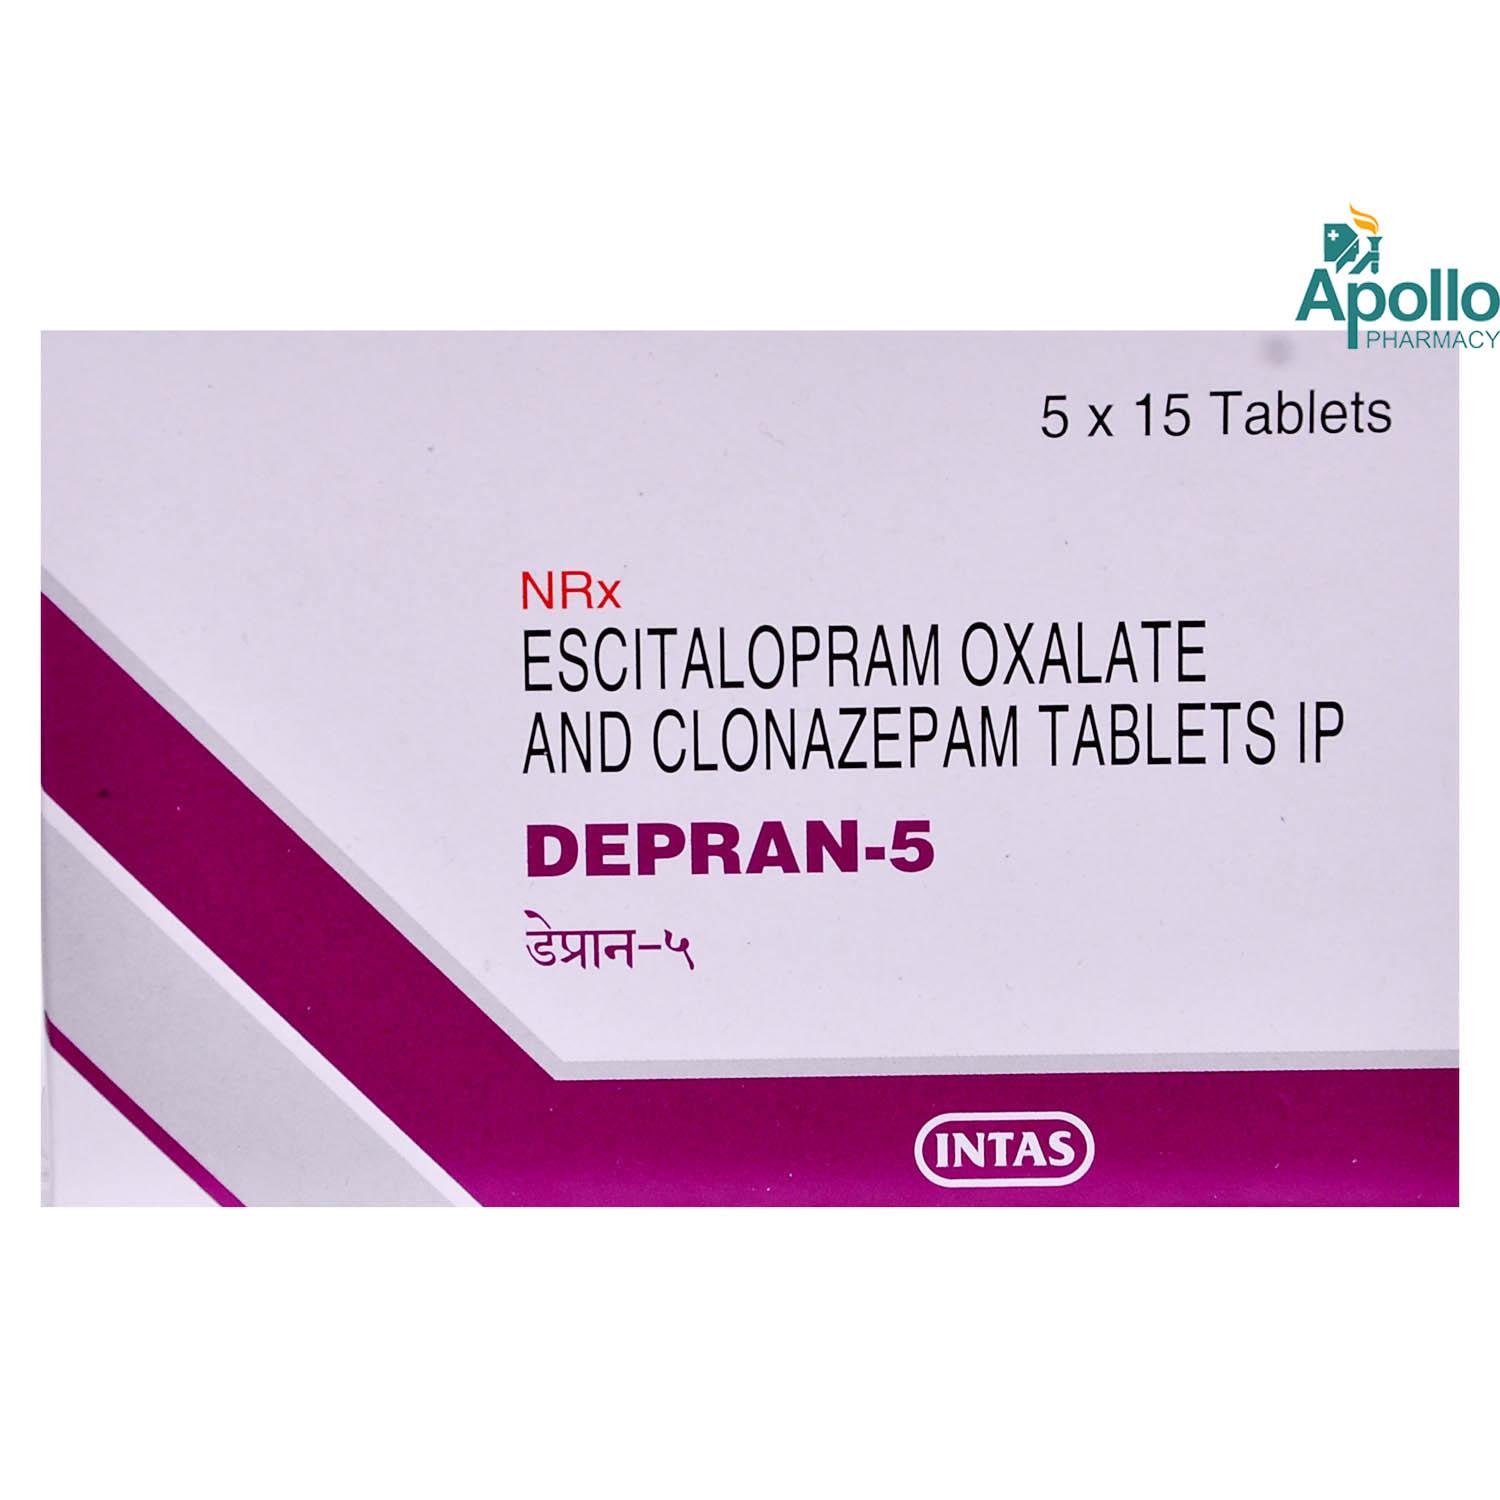 Apollo
PHARMACY
5 x 15 Tablets
NRx
ESCITALOPRAM OXALATE
AND CLONAZEPAM TABLETS IP
DEPRAN-5
डेप्रान-५
INTAS